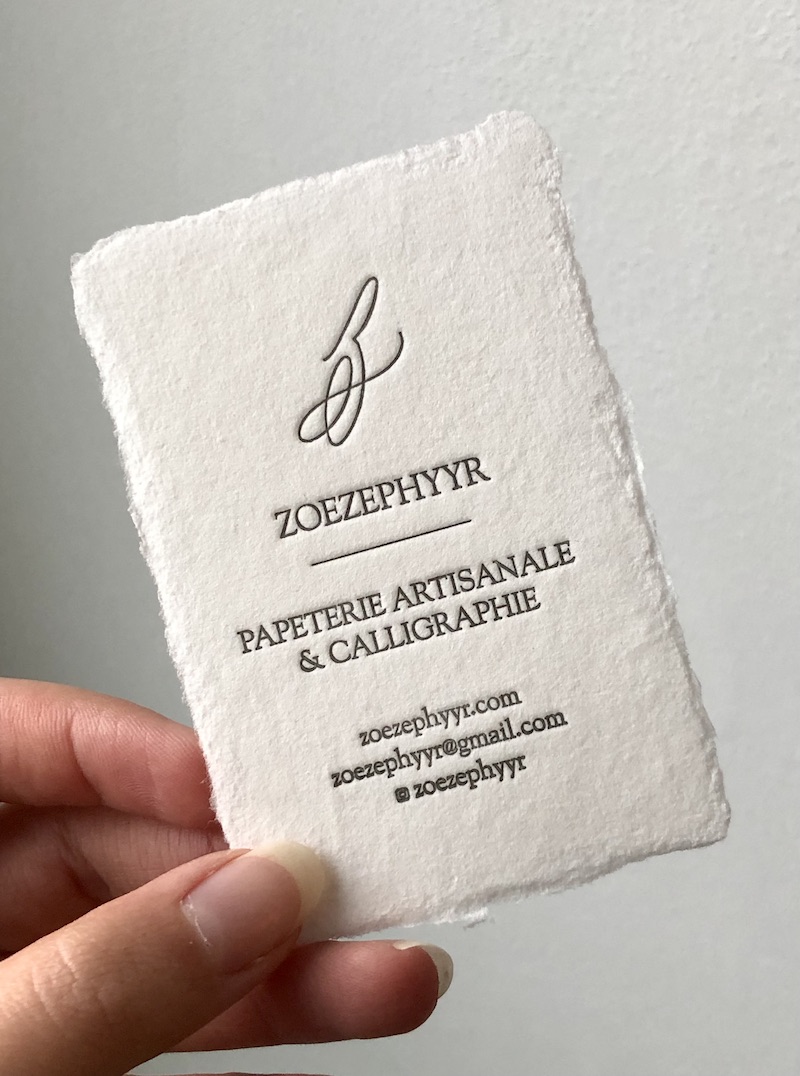 ZOEZEPHYYR
PAPETERIE ARTISANALE
& CALLIGRAPHIE
zoezephyyr.com
zoezephyyr@gmail.com
zoezephyyr